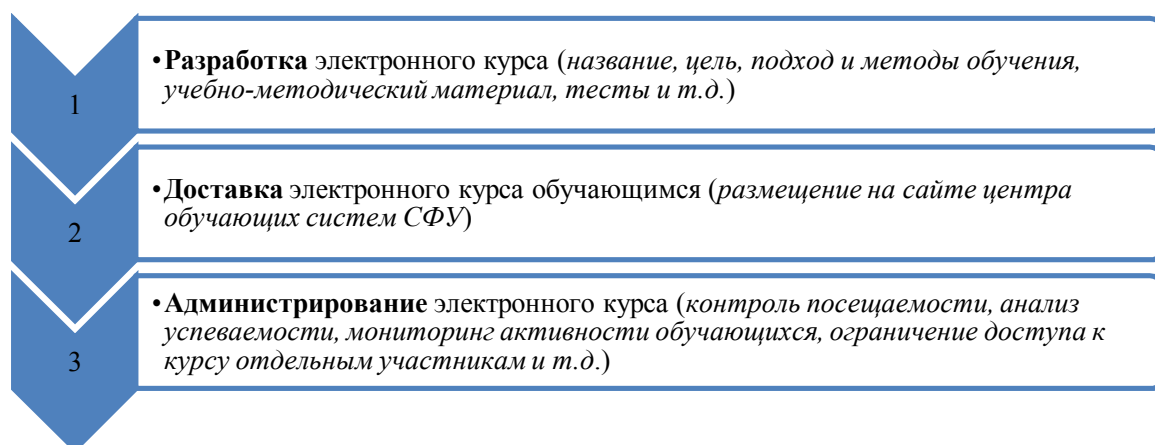 1
•Разработка электронного курса (название, цель, подход и методы обучения,
учебно-методический материал, тесты и т.д.)
2
•Доставка электронного курса обучающимся (размещение на сайте центра
обучающих систем СФУ)
3
•Администрирование электронного курса (контроль посещаемости, анализ
успеваемости, мониторинг активности обучающихся, ограничение доступа к
курсу отдельным участникам и т.д.)